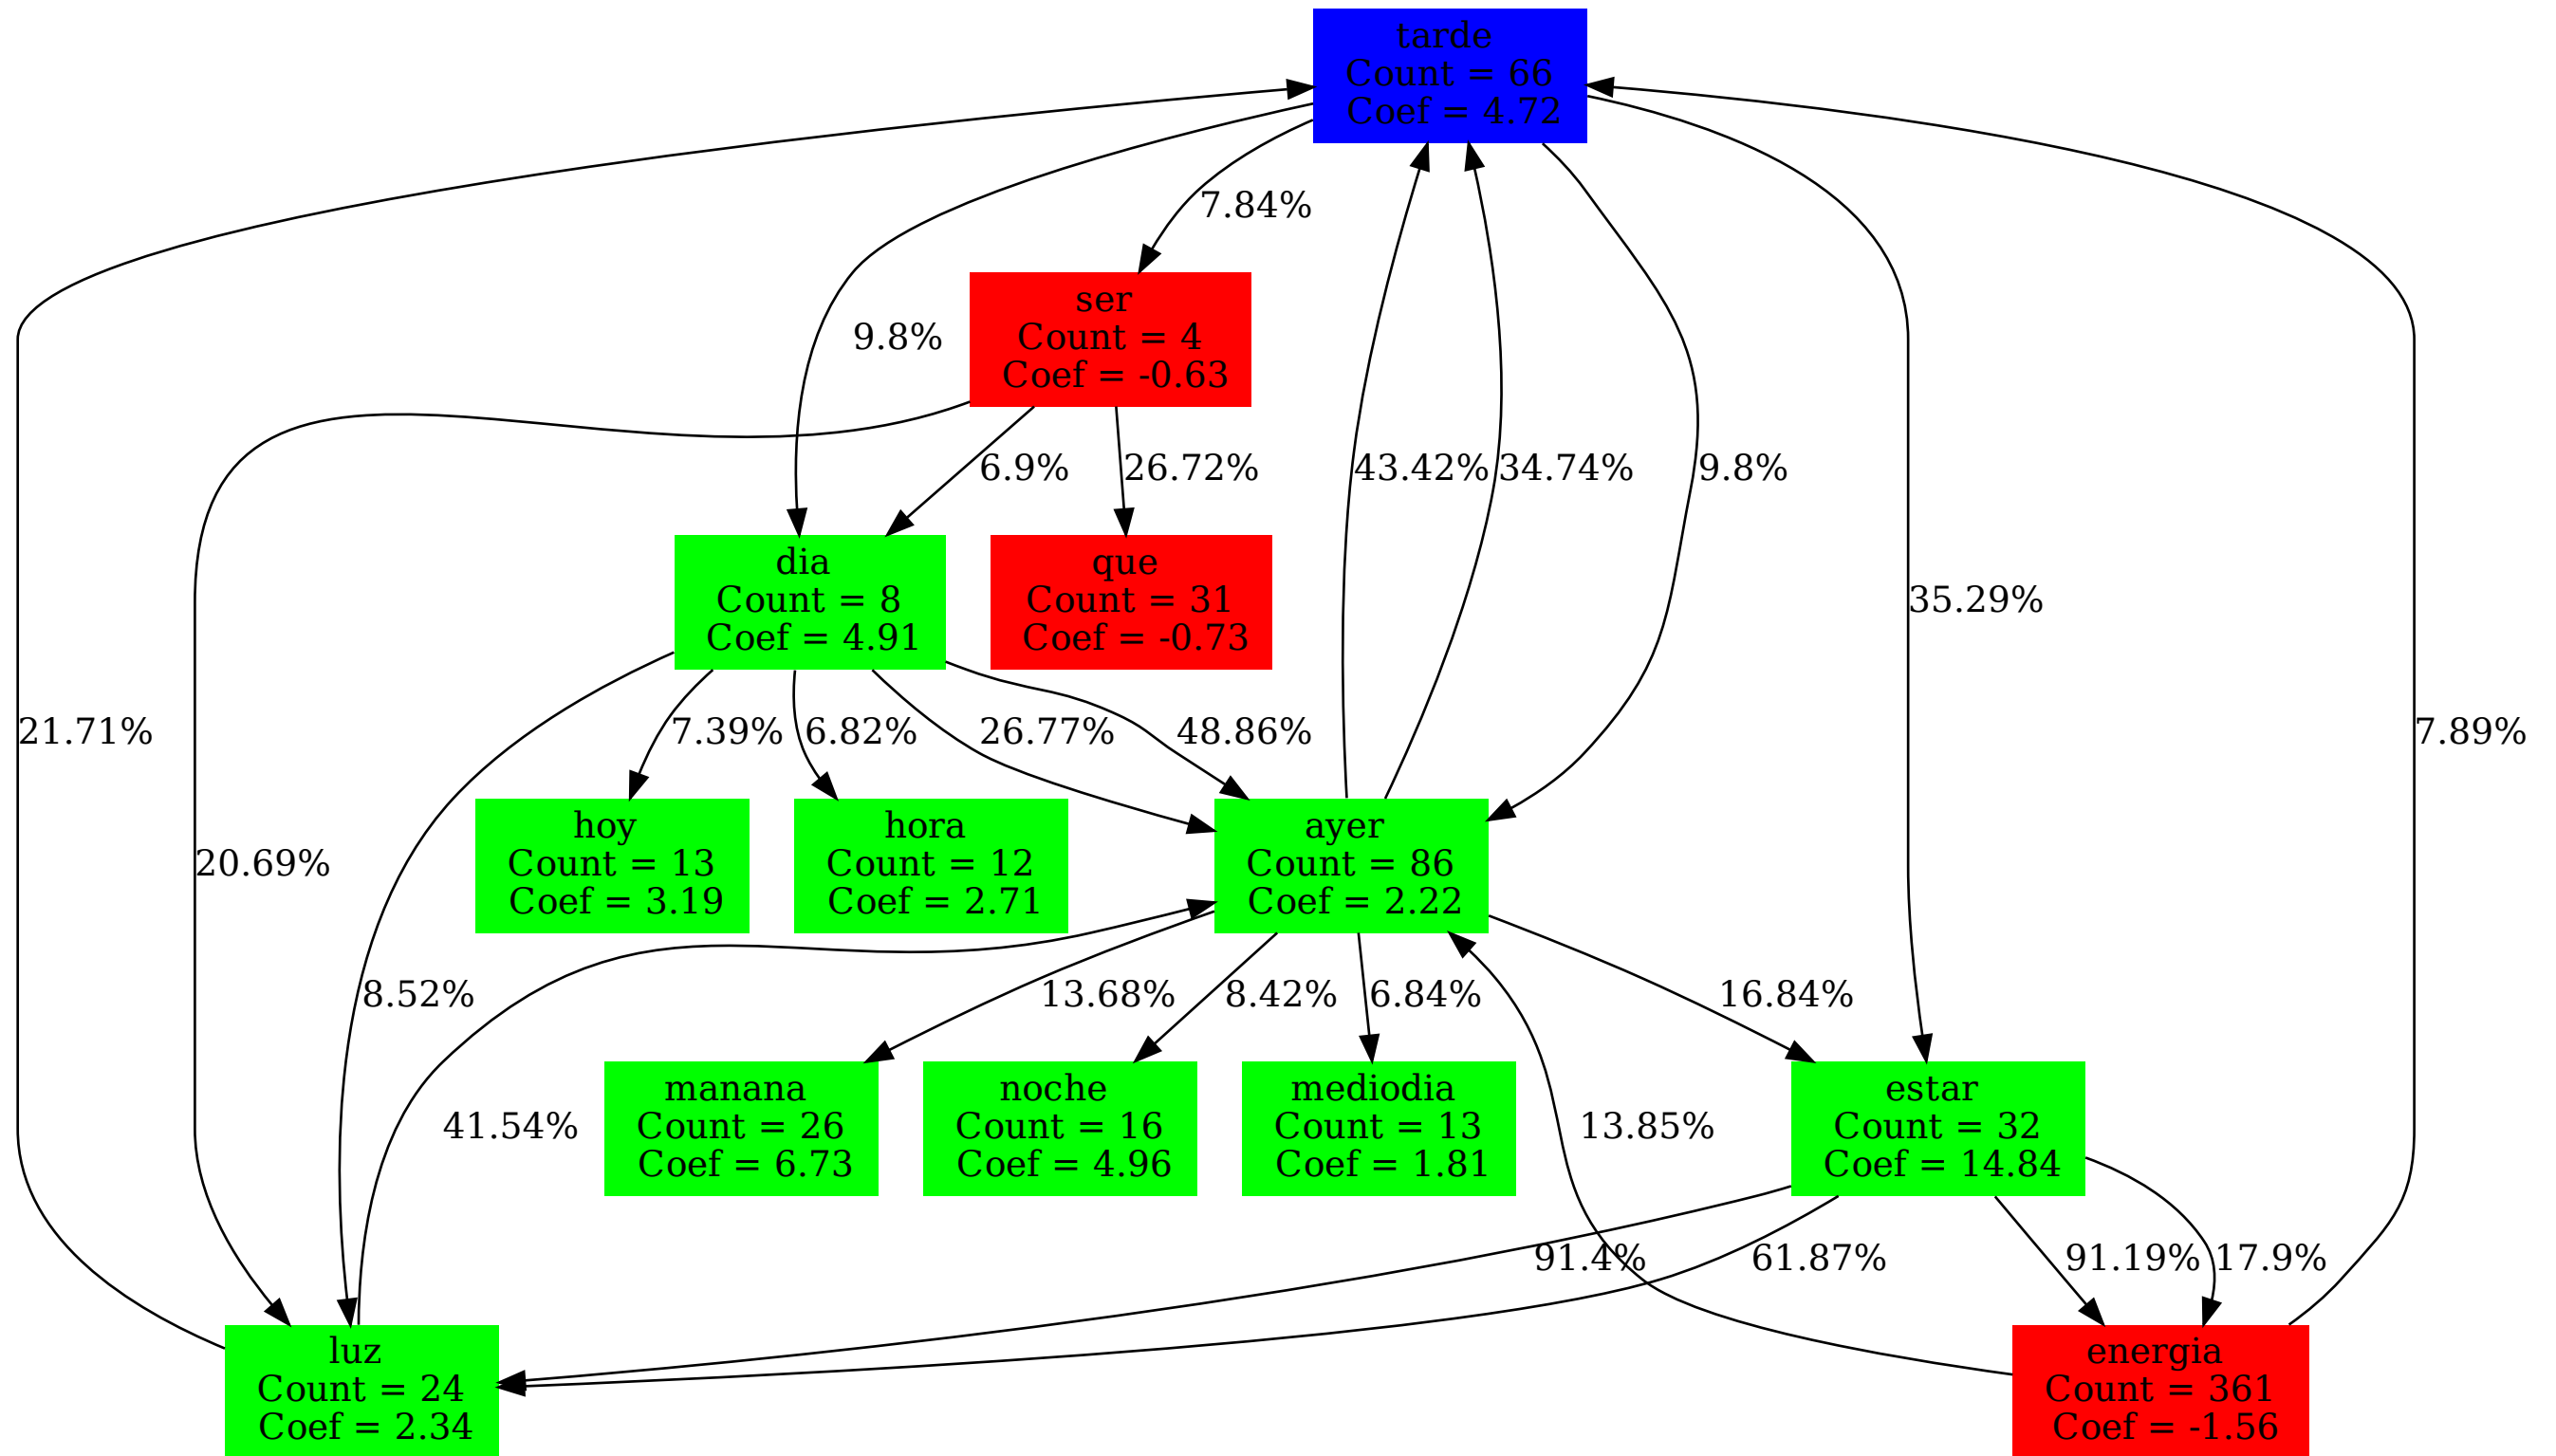 tarde
Count = 66
Coef = 4.72
7.84%
ser
Count = 4
Coef = -0.63
9.8%
6.9%
26.72%
43.42%
34.74%
9.8%
dia
Count = 8
Coef = 4.91
que
Count = 31
Coef = -0.73
35.29%
21.71%
7.39%
6.82%
26.77%
48.86%
7.89%
hoy
Count = 13
Coef = 3.19
hora
Count = 12
Coef = 2.71
ayer
Count = 86
Coef = 2.22
20.69%
8.52%
13.68%
8.42%
6.84%
16.84%
41.54%
manana
Count = 26
Coef = 6.73
noche
Count = 16
Coef = 4.96
mediodia
Count = 13
Coef = 1.81
13.85%
estar
Count = 32
Coef = 14.84
91.4%
61.87%
91.19%
17.9%
luz
Count = 24
Coef = 2.34
energia
Count = 361
Coef = -1.56